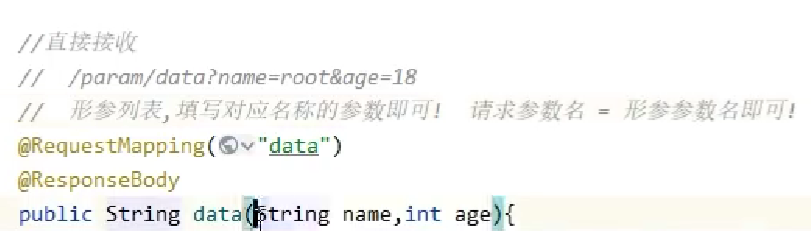 //直接接收
// /param/data?name=root&age=18
// 形参列表,填写对应名称的参数即可! 请求参数名 = 形参参数名即可!
@RequestMapping("data")
@ResponseBody
public String data(String name,int age){